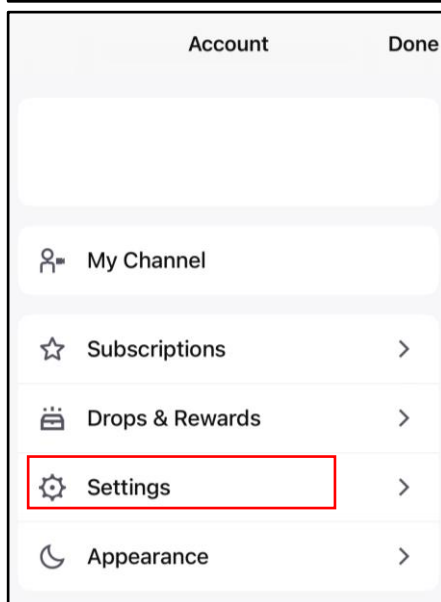 Account Done
My Channel
Subscriptions
Drops & Rewards
Settings
Appearance